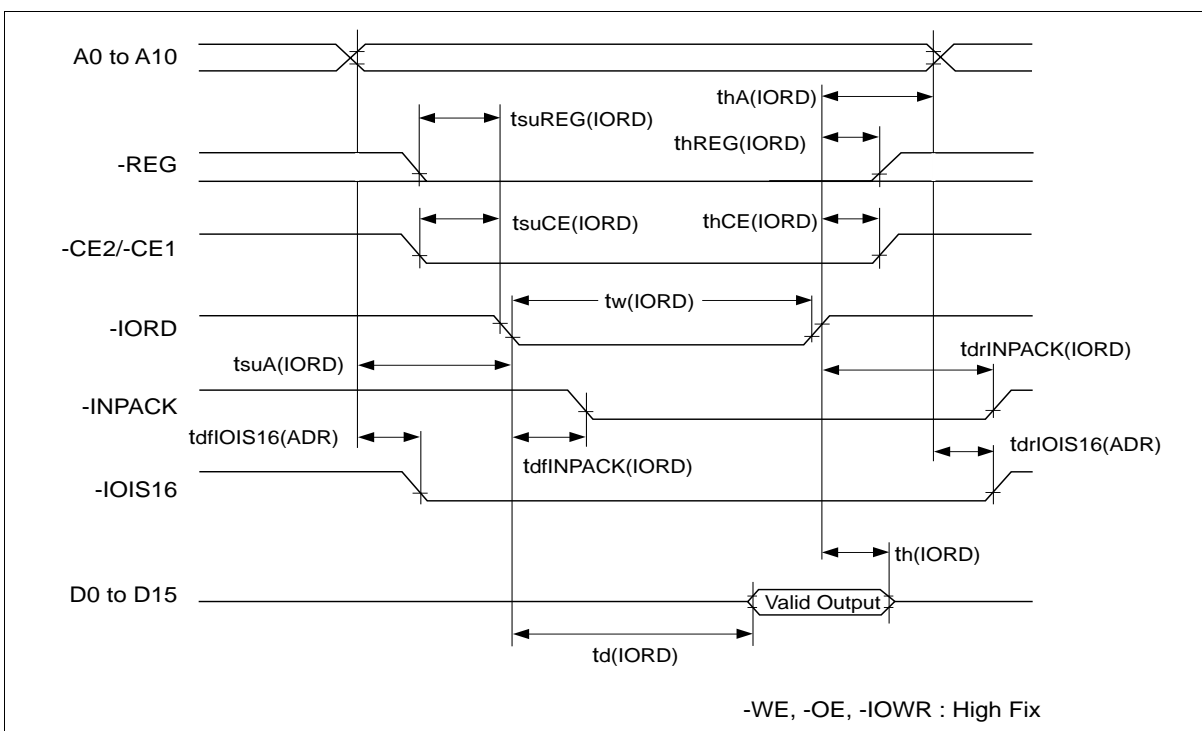 A0 to A10
thA(IORD)
tsuREG(IORD)
thREG(IORD)
-REG
tsuCE(IORD)
thCE(IORD)
-CE2/-CE1
tw(IORD)
-IORD
tsuA(IORD)
tdrINPACK(IORD)
-INPACK
tdfIOIS16(ADR)
tdfINPACK(IORD)
tdrIOIS16(ADR)
-IOIS16
th(IORD)
D0 to D15
Valid Output
td(IORD)
-WE, -OE, -IOWR : High Fix